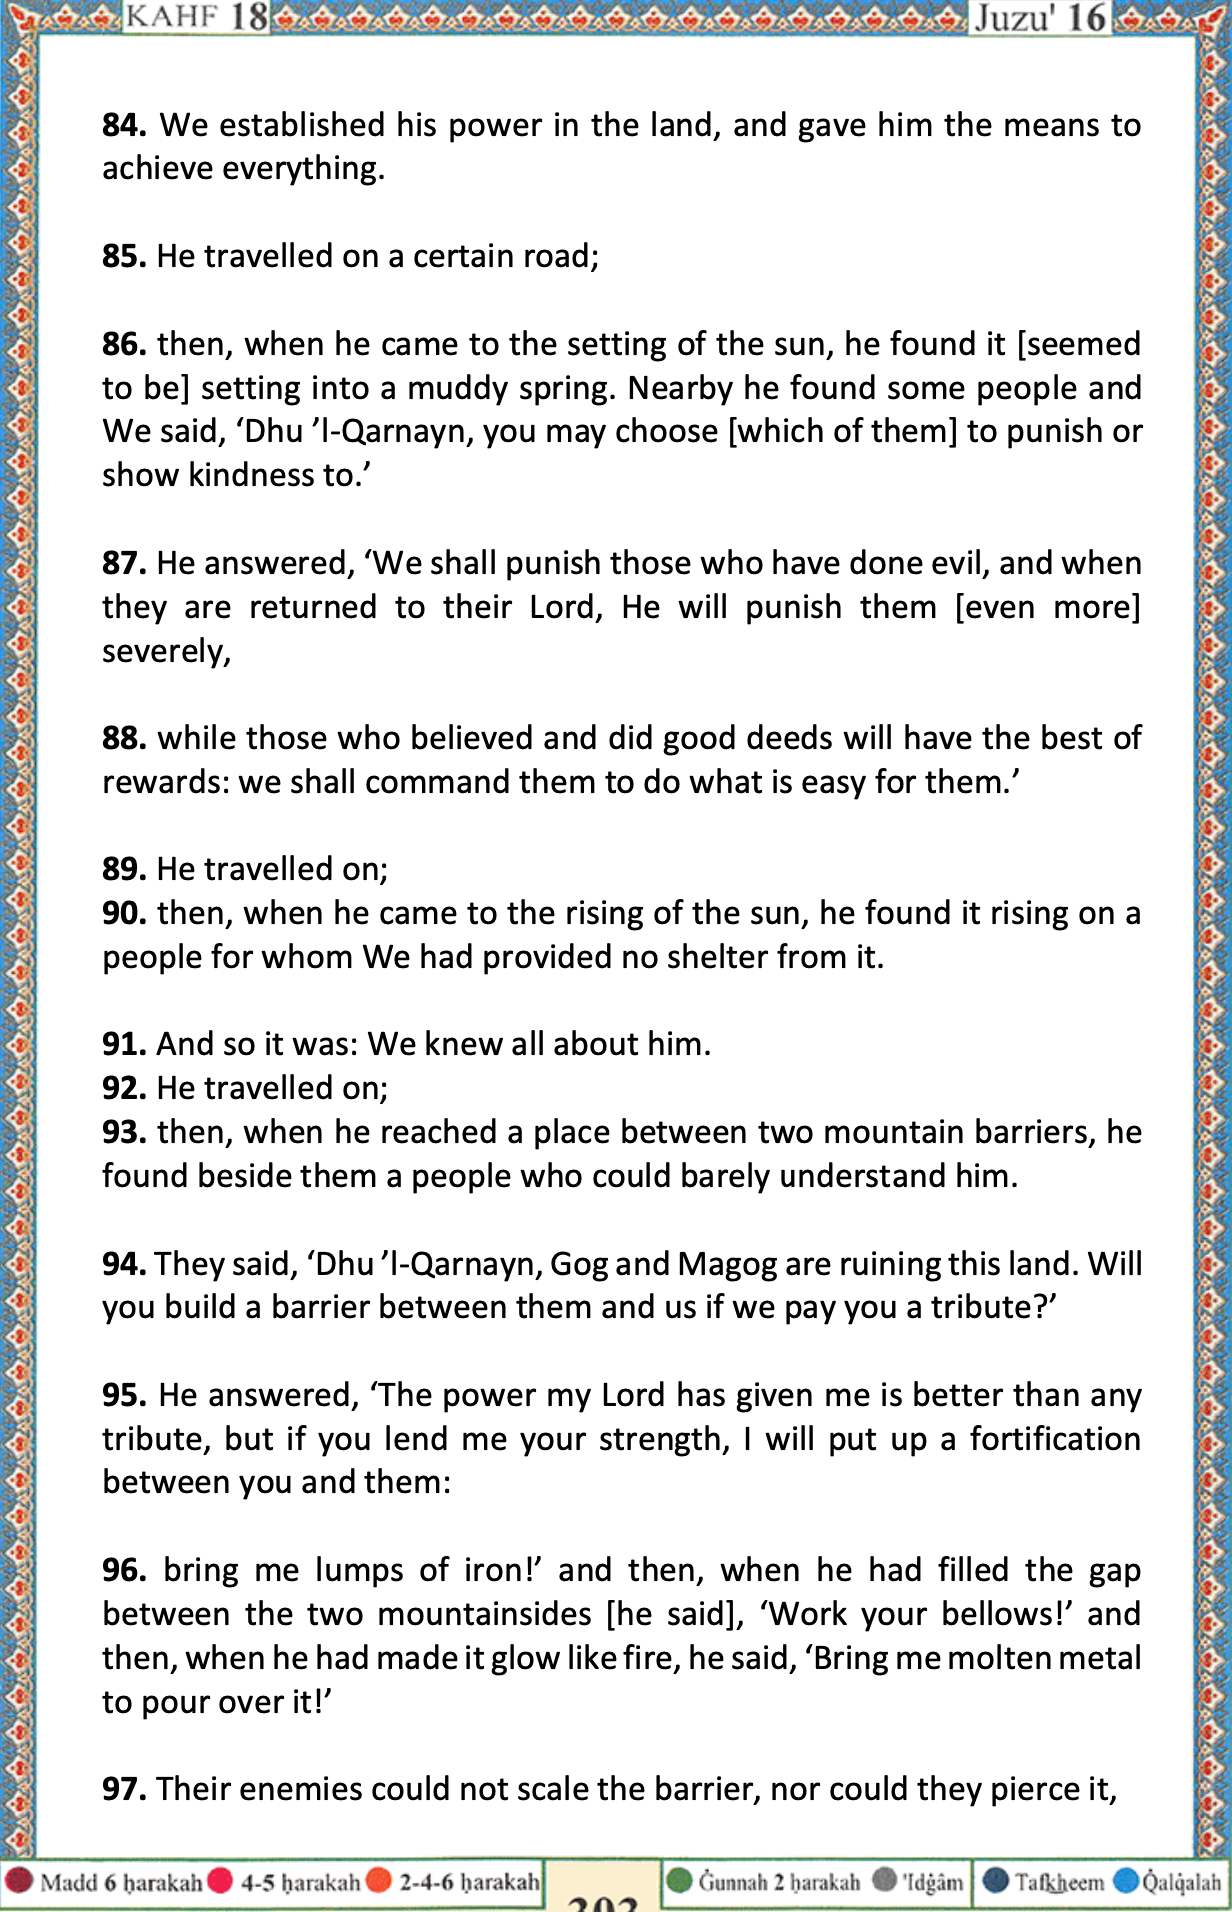 KAHF 18 Juzu' 16
84. We established his power in the land, and gave him the means to
achieve everything.
85. He travelled on a certain road;
86. then, when he came to the setting of the sun, he found it [seemed
to be] setting into a muddy spring. Nearby he found some people and
We said, ‘Dhu ’l-Qarnayn, you may choose [which of them] to punish or
show kindness to.’
87. He answered, ‘We shall punish those who have done evil, and when
they are returned to their Lord, He will punish them [even more]
severely,
88. while those who believed and did good deeds will have the best of
rewards: we shall command them to do what is easy for them.’
89. He travelled on;
90. then, when he came to the rising of the sun, he found it rising on a
people for whom We had provided no shelter from it.
91. And so it was: We knew all about him.
92. He travelled on;
93. then, when he reached a place between two mountain barriers, he
found beside them a people who could barely understand him.
94. They said, ‘Dhu ’l-Qarnayn, Gog and Magog are ruining this land. Will
you build a barrier between them and us if we pay you a tribute?’
95. He answered, ‘The power my Lord has given me is better than any
tribute, but if you lend me your strength, I will put up a fortification
between you and them:
96. bring me lumps of iron!’ and then, when he had filled the gap
between the two mountainsides [he said], ‘Work your bellows!’ and
then, when he had made it glow like fire, he said, ‘Bring me molten metal
to pour over it!’
97. Their enemies could not scale the barrier, nor could they pierce it,
Madd 6 ḥarakah 4-5 ḥarakah 2-4-6 ḥarakah Ġunnah 2 ḥarakah 'Idġâm Tafkheem Q̇alq̇alah